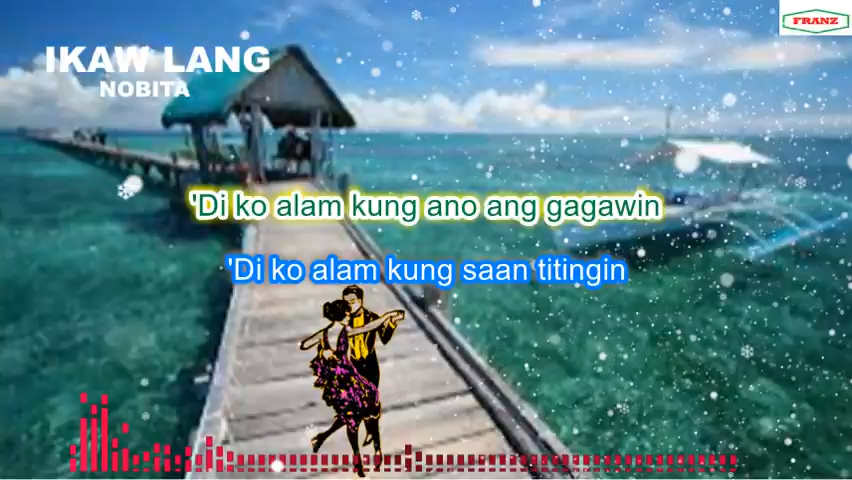 FRANZ
IKAW LANG
NOBITA
'Di ko alam kung ano ang gagawin
'Di ko alam kung saan titingin